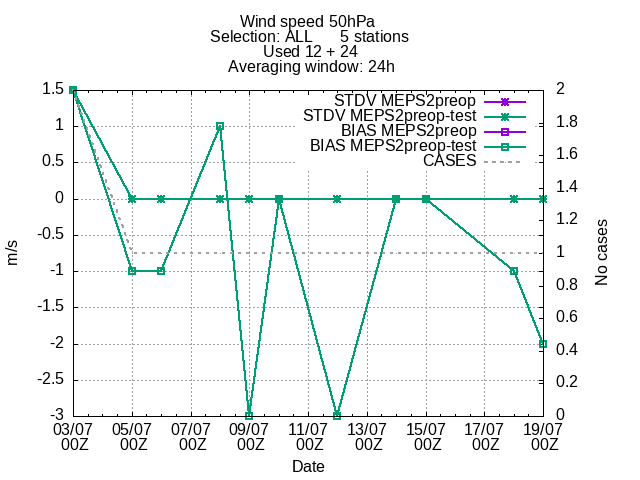 Wind speed 50hPa
Selection: ALL 5 stations
Used 12 + 24
Averaging window: 24h
STDV MEPS2preop
STDV MEPS2preop-test
BIAS MEPS2preop
BIAS MEPS2preop-test
CASES
1.5
1
0.5
0
-0.5
-1
-1.5
-2
-2.5
-3
m/s
2
1.8
1.6
1.4
1.2
1
0.8
0.6
0.4
0.2
0
No cases
03/07 05/07 07/07 09/07 11/07 13/07 15/07 17/07 19/07
00Z 00Z 00Z 00Z 00Z 00Z 00Z 00Z 00Z
Date